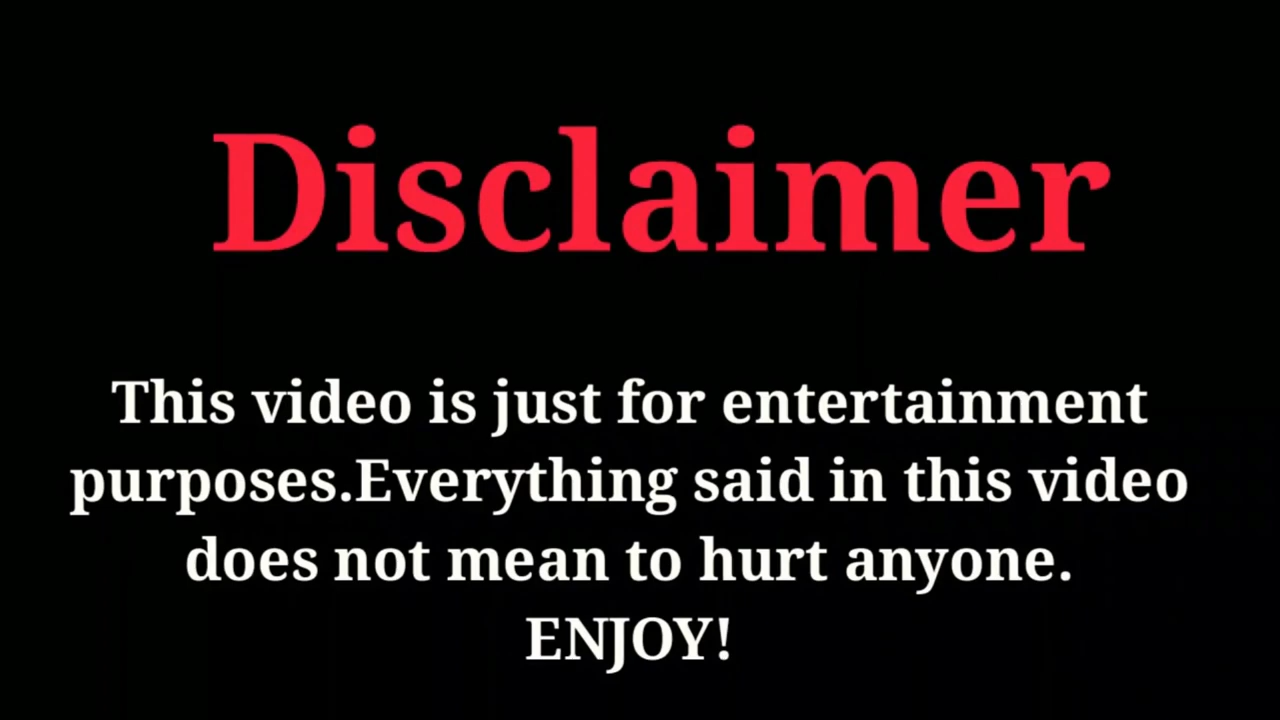 Disclaimer
This video is just for entertainment
purposes.Everything said in this video
does not mean to hurt anyone.
ENJOY!